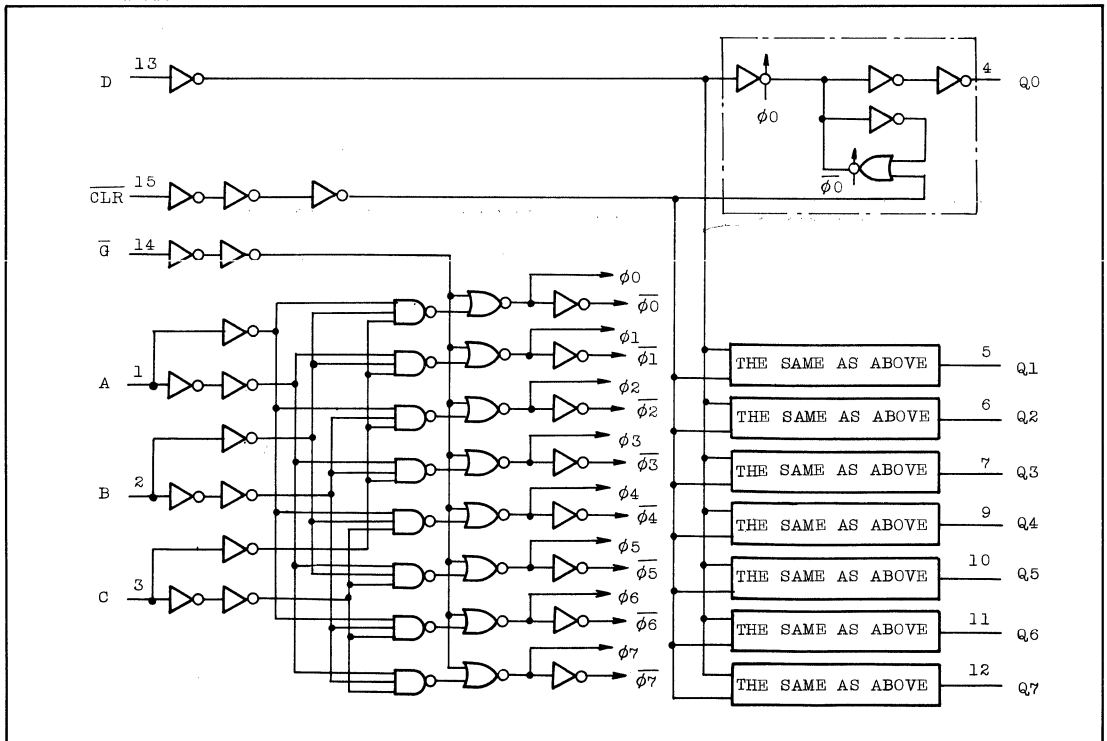 D 13
φ0
4 Q0
φ̅0̅
C̅L̅R̅ 15
G̅ 14
φ0
φ̅0̅
φ1
φ̅1̅
A 1
φ2
φ̅2̅
B 2
φ3
φ̅3̅
φ4
φ̅4̅
C 3
φ5
φ̅5̅
φ6
φ̅6̅
φ7
φ̅7̅
THE SAME AS ABOVE 5 Q1
THE SAME AS ABOVE 6 Q2
THE SAME AS ABOVE 7 Q3
THE SAME AS ABOVE 9 Q4
THE SAME AS ABOVE 10 Q5
THE SAME AS ABOVE 11 Q6
THE SAME AS ABOVE 12 Q7